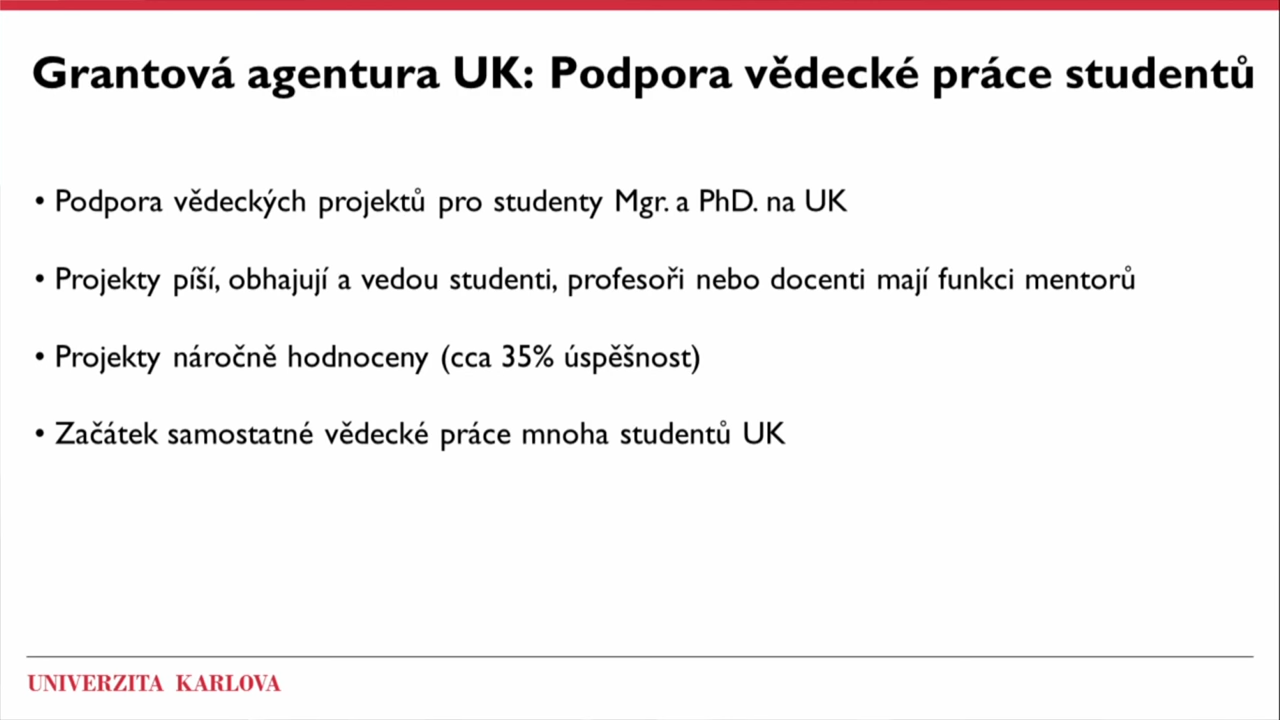 Grantová agentura UK: Podpora vědecké práce studentů
• Podpora vědeckých projektů pro studenty Mgr. a PhD. na UK
• Projekty píší, obhajují a vedou studenti, profesoři nebo docenti mají funkci mentorů
• Projekty náročně hodnoceny (cca 35% úspěšnost)
• Začátek samostatné vědecké práce mnoha studentů UK
UNIVERZITA KARLOVA